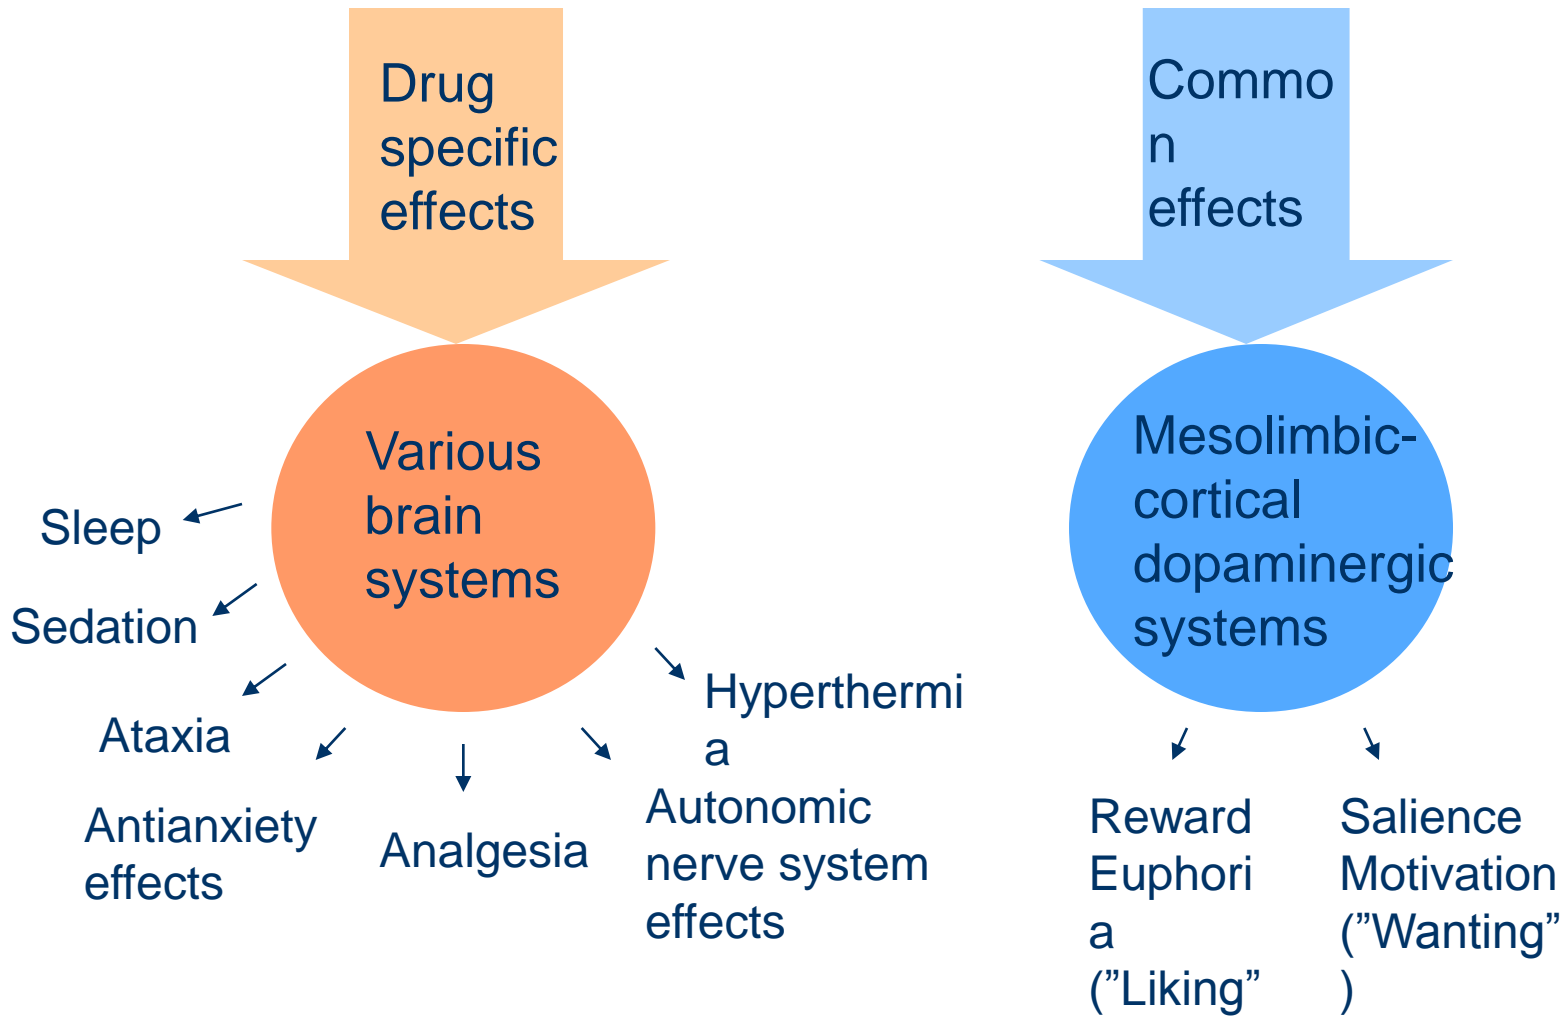 Drug
specific
effects
Commo
n
effects
Various
brain
systems
Mesolimbic-
cortical
dopaminergic
systems
Sleep
Sedation
Ataxia
Antianxiety
effects
Analgesia
Hyperthermi
a
Autonomic
nerve system
effects
Reward
Euphori
a
(”Liking”
Salience
Motivation
(”Wanting”
)